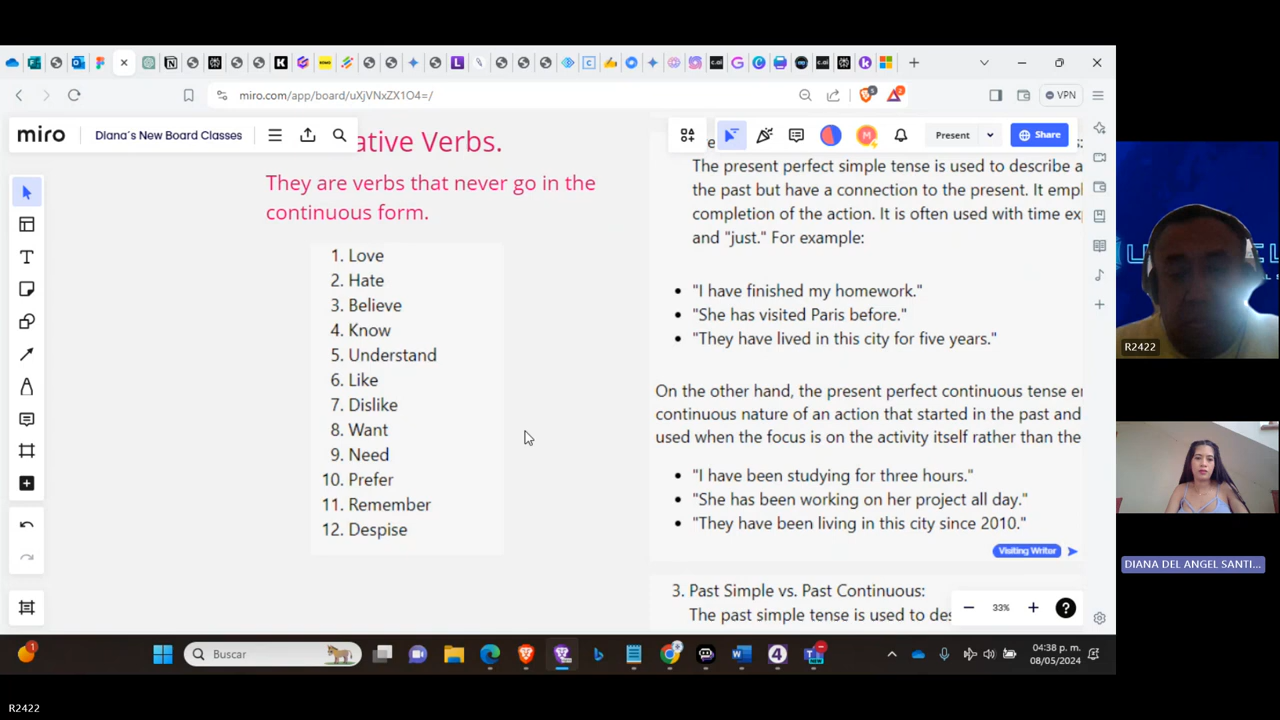 miro.com/app/board/uXjVNxZX1O4=/
VPN
miro
DIana's New Board Classes
Present
Share
ative Verbs.
They are verbs that never go in the
continuous form.
1. Love
2. Hate
3. Believe
4. Know
5. Understand
6. Like
7. Dislike
8. Want
9. Need
10. Prefer
11. Remember
12. Despise
The present perfect simple tense is used to describe a
the past but have a connection to the present. It empl
completion of the action. It is often used with time exp
and "just." For example:
"I have finished my homework."
"She has visited Paris before."
"They have lived in this city for five years."
On the other hand, the present perfect continuous tense en
continuous nature of an action that started in the past and
used when the focus is on the activity itself rather than the
"I have been studying for three hours."
"She has been working on her project all day."
"They have been living in this city since 2010."
Visiting Writer
3. Past Simple vs. Past Continuous:
The past simple tense is used to des
33%
R2422
DIANA DEL ANGEL SANTI...
Buscar
04:38 p. m.
08/05/2024
R2422